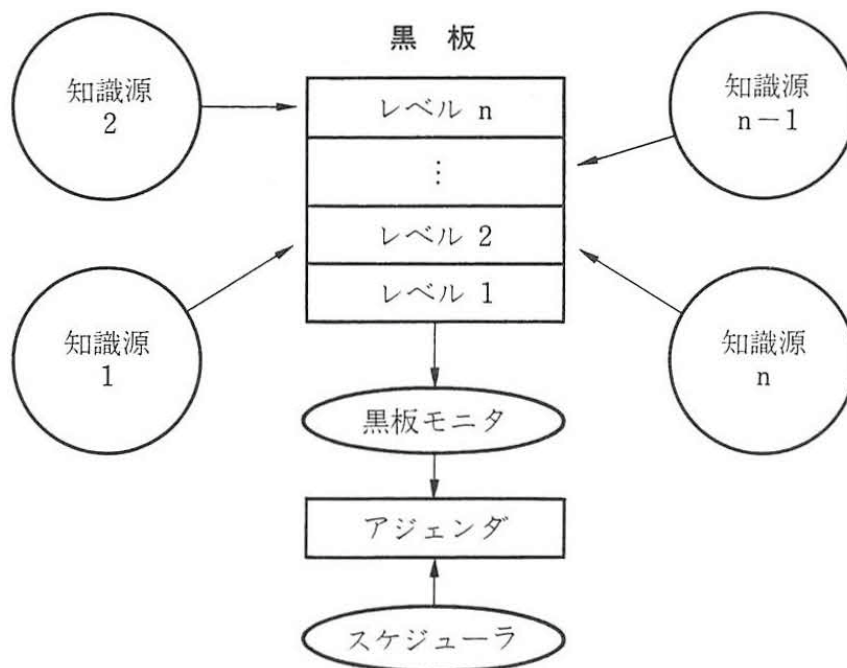 黒 板
知識源
2
レベル n
⋮
レベル 2
レベル 1
知識源
n−1
知識源
1
知識源
n
黒板モニタ
アジェンダ
スケジューラ